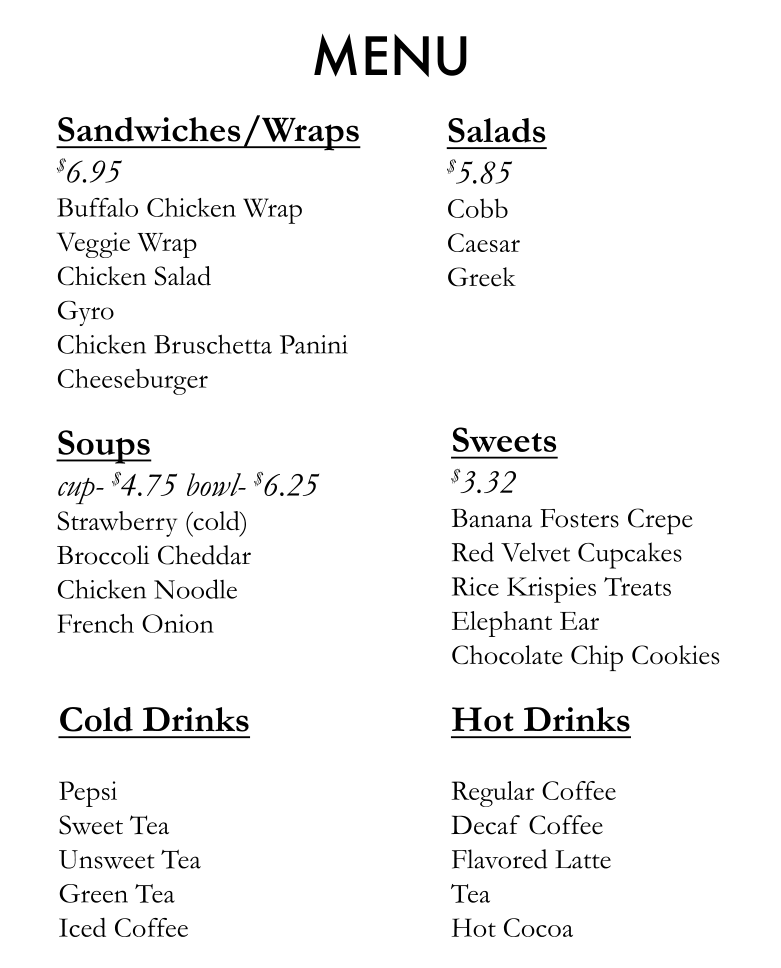 MENU
Sandwiches/Wraps
$6.95
Buffalo Chicken Wrap
Veggie Wrap
Chicken Salad
Gyro
Chicken Bruschetta Panini
Cheeseburger
Salads
$5.85
Cobb
Caesar
Greek
Soups
cup- $4.75 bowl- $6.25
Strawberry (cold)
Broccoli Cheddar
Chicken Noodle
French Onion
Sweets
$3.32
Banana Fosters Crepe
Red Velvet Cupcakes
Rice Krispies Treats
Elephant Ear
Chocolate Chip Cookies
Cold Drinks
Pepsi
Sweet Tea
Unsweet Tea
Green Tea
Iced Coffee
Hot Drinks
Regular Coffee
Decaf Coffee
Flavored Latte
Tea
Hot Cocoa